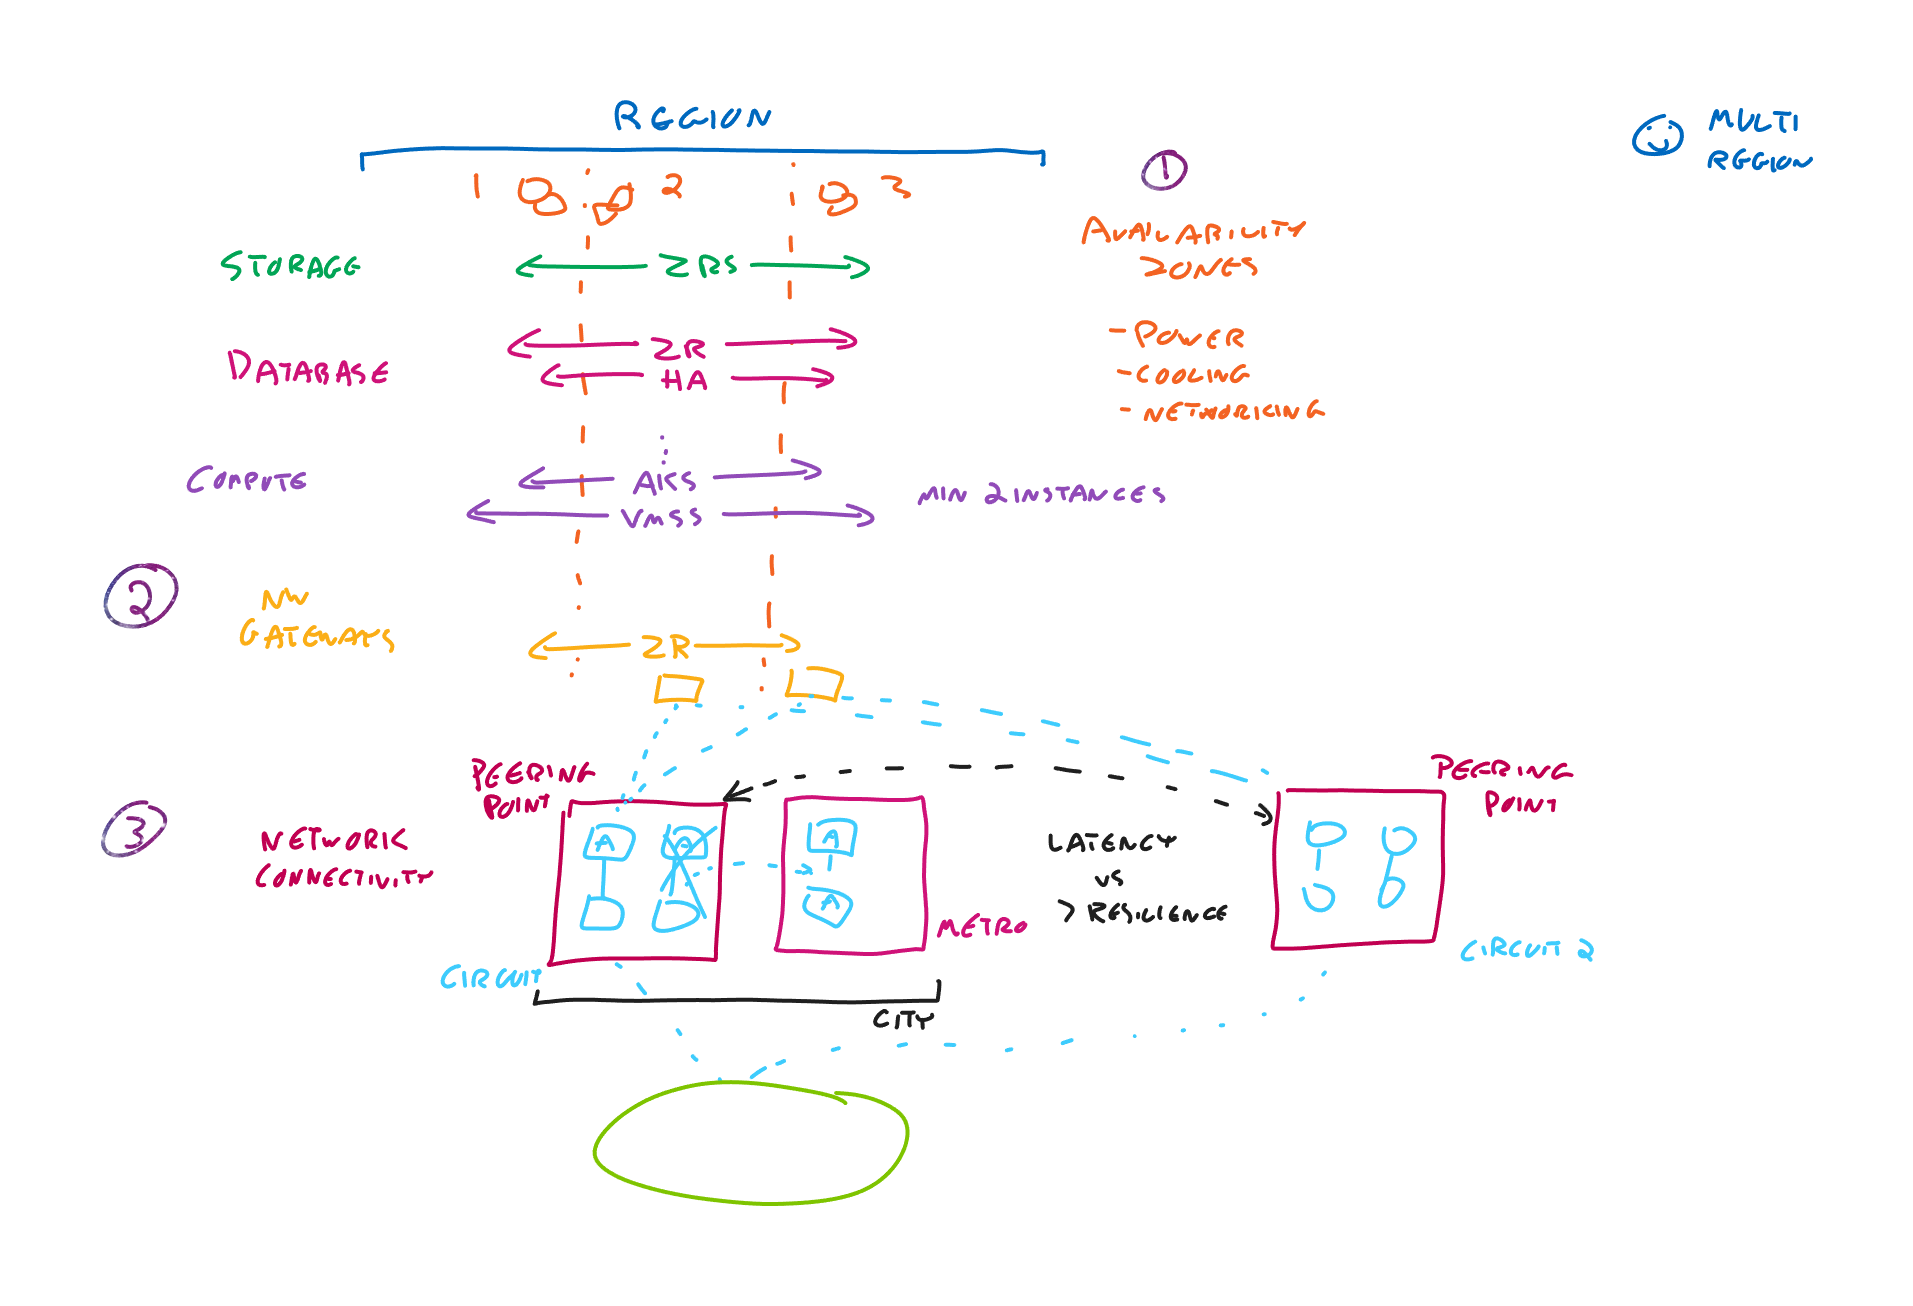 REGION
MULTI
REGION
1 2 3
1
AVAILABILITY
ZONES
STORAGE
ZRS
- POWER
- COOLING
- NETWORKING
DATABASE
ZR
HA
COMPUTE
AKS
VMSS
MIN 2 INSTANCES
2
NW
GATEWAYS
ZR
3
NETWORK
CONNECTIVITY
PEERING
POINT
A
A
A
A
METRO
LATENCY
VS
> RESILIENCE
PEERING
POINT
CIRCUIT
CIRCUIT 2
CITY